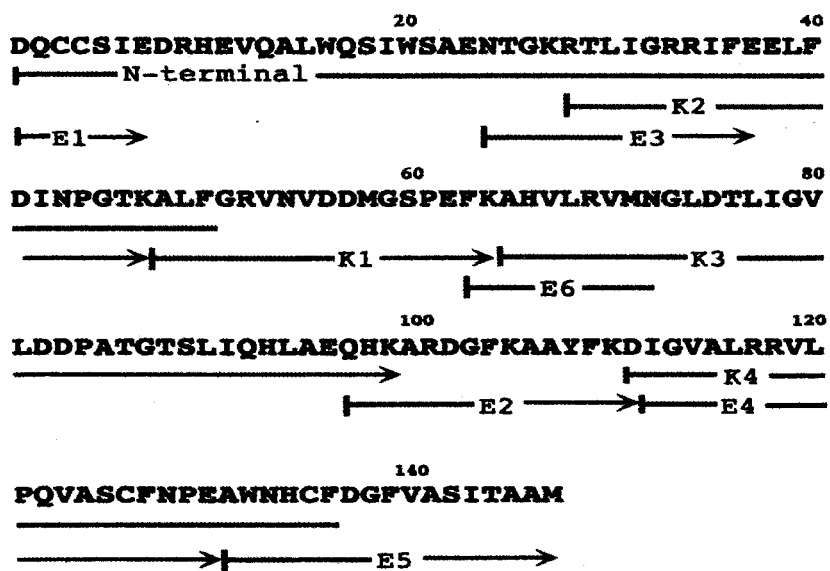 20 40
DQCCSIEDRHEVQALWQSIWSAENTGKRTLIGRRIFEELF
N-terminal
K2
E1 E3
60 80
DINPGTKALFGRVNVDDMGSPEFKAHVLRVMNGLDTLIGV
K1 K3
E6
100 120
LDDPATGTSLIQHLAEQHKARDGFKAAYFKDIGVALRRVL
K4
E2 E4
140
PQVASCFNPEAWNHCFDGFVASITAAM
E5